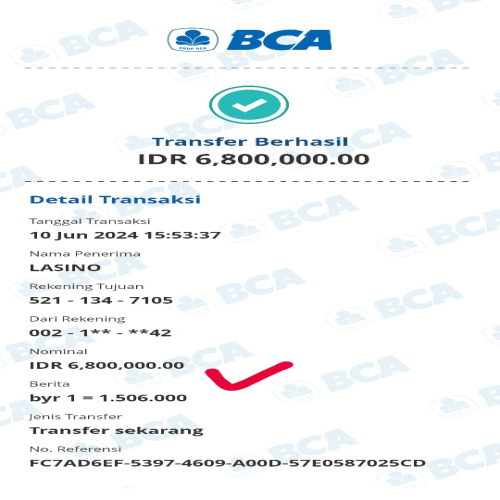 BCA
Transfer Berhasil
IDR 6,800,000.00
Detail Transaksi
Tanggal Transaksi
10 Jun 2024 15:53:37
Nama Penerima
LASINO
Rekening Tujuan
521 - 134 - 7105
Dari Rekening
002 - 1** - **42
Nominal
IDR 6,800,000.00
Berita
byr 1 = 1.506.000
Jenis Transfer
Transfer sekarang
No. Referensi
FC7AD6EF-5397-4609-A00D-57E0587025CD